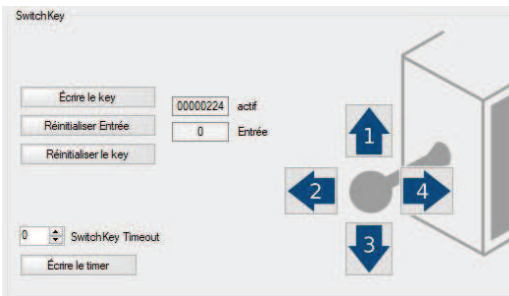 SwitchKey
Écrire le key
00000224 actif
Réinitialiser Entrée
0 Entrée
Réinitialiser le key
1
2
4
3
0 SwitchKey Timeout
Écrire le timer